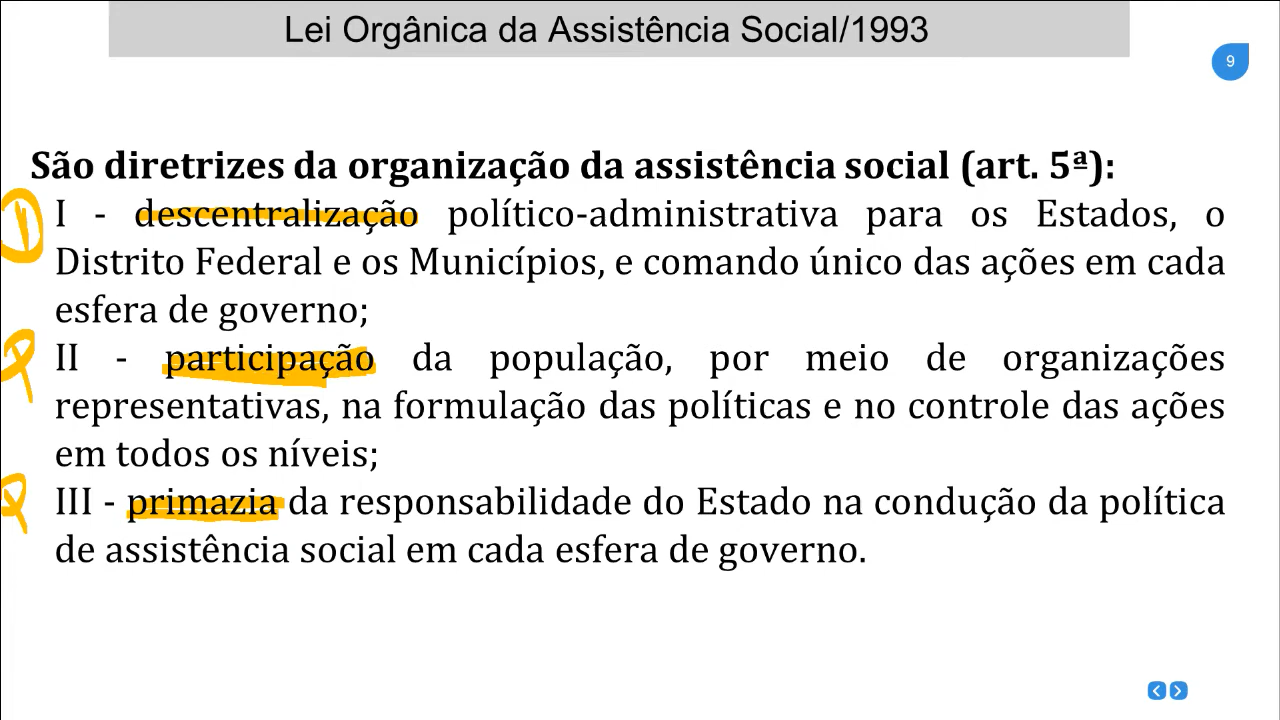 Lei Orgânica da Assistência Social/1993
9
São diretrizes da organização da assistência social (art. 5ª):
I - descentralização político-administrativa para os Estados, o
Distrito Federal e os Municípios, e comando único das ações em cada
esfera de governo;
II - participação da população, por meio de organizações
representativas, na formulação das políticas e no controle das ações
em todos os níveis;
III - primazia da responsabilidade do Estado na condução da política
de assistência social em cada esfera de governo.